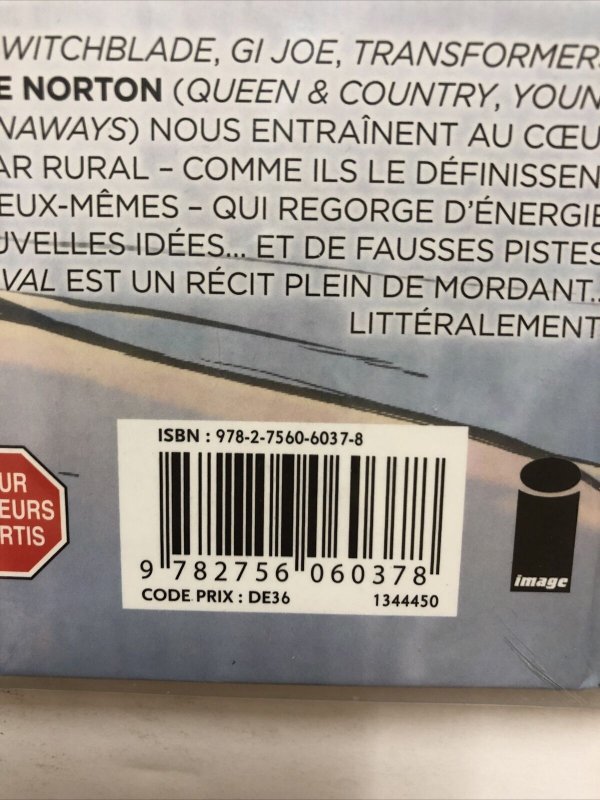 WITCHBLADE, GI JOE, TRANSFORMER
E NORTON (QUEEN & COUNTRY, YOUN
NAWAYS) NOUS ENTRAÎNENT AU CŒU
AR RURAL – COMME ILS LE DÉFINISSEN
EUX-MÊMES – QUI REGORGE D'ÉNERGIE
UVELLES IDÉES... ET DE FAUSSES PISTES
VAL EST UN RÉCIT PLEIN DE MORDANT...
LITTÉRALEMENT
UR
EURS
RTIS
ISBN : 978-2-7560-6037-8
9 782756 060378
CODE PRIX : DE36 1344450
image